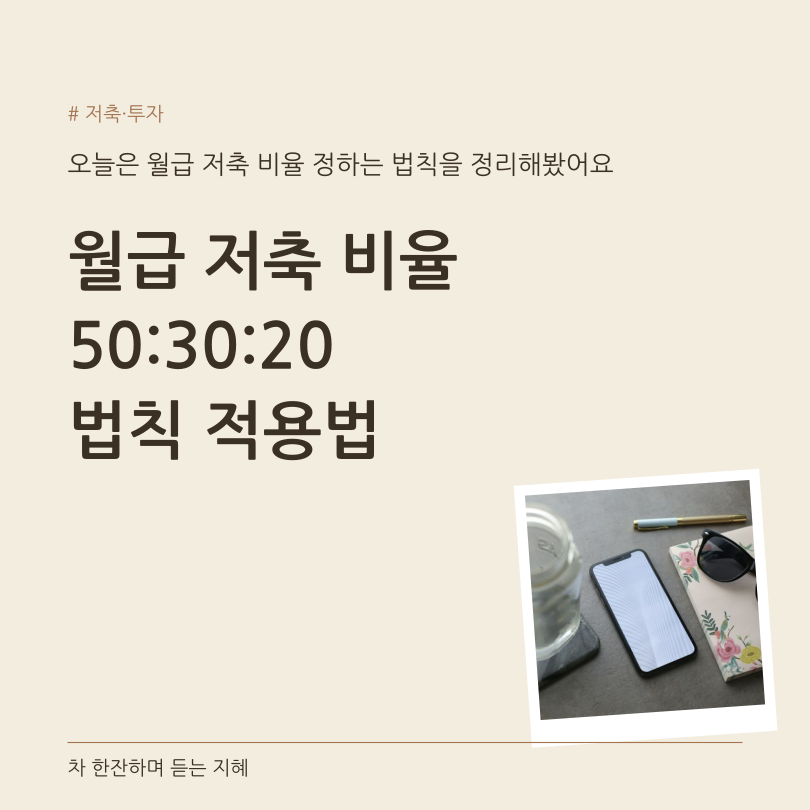 # 저축·투자
오늘은 월급 저축 비율 정하는 법칙을 정리해봤어요
월급 저축 비율
50:30:20
법칙 적용법
차 한잔하며 듣는 지혜